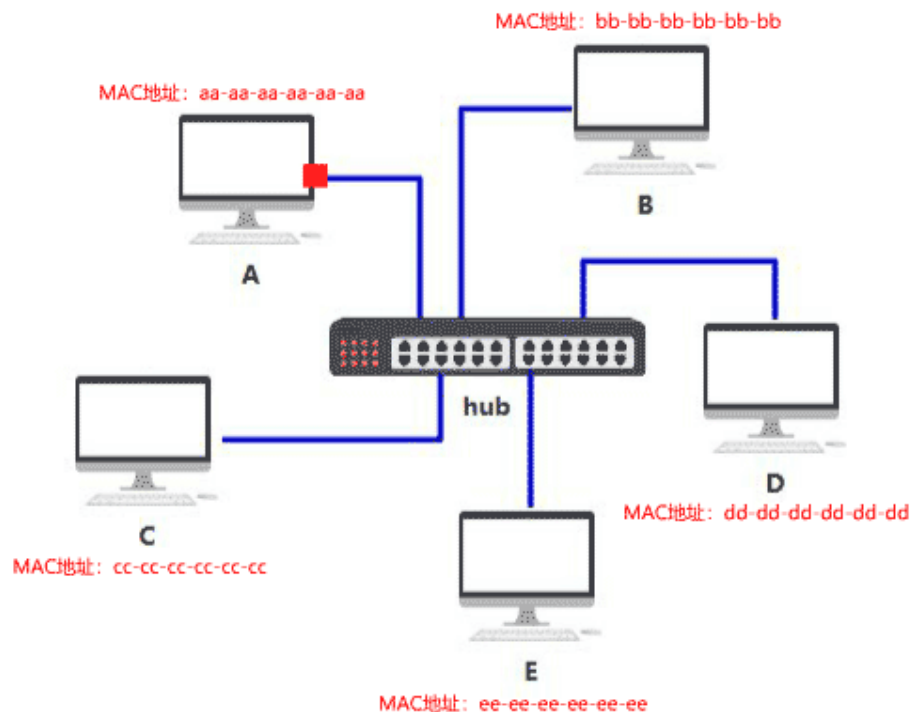 MAC地址：bb-bb-bb-bb-bb-bb
MAC地址：aa-aa-aa-aa-aa-aa
B
A
hub
D
MAC地址：dd-dd-dd-dd-dd-dd
C
MAC地址：cc-cc-cc-cc-cc-cc
E
MAC地址：ee-ee-ee-ee-ee-ee